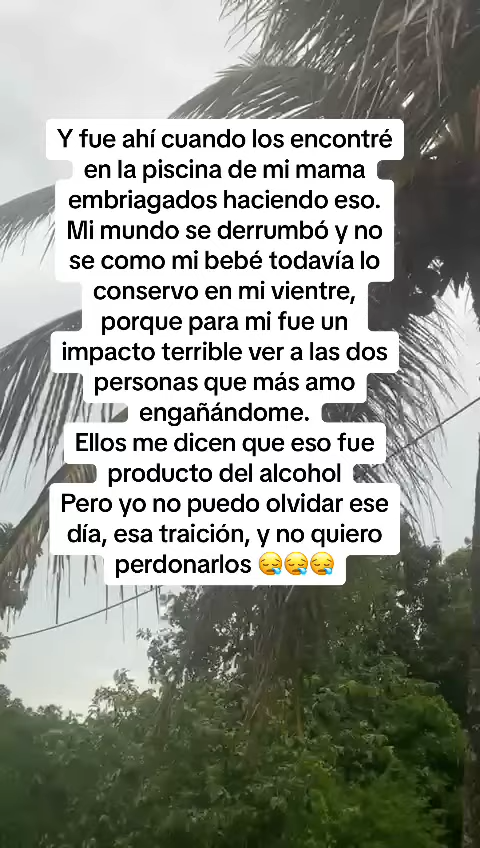 Y fue ahí cuando los encontré
en la piscina de mi mama
embriagados haciendo eso.
Mi mundo se derrumbó y no
se como mi bebé todavía lo
conservo en mi vientre,
porque para mi fue un
impacto terrible ver a las dos
personas que más amo
engañándome.
Ellos me dicen que eso fue
producto del alcohol
Pero yo no puedo olvidar ese
día, esa traición, y no quiero
perdonarlos 😪😪😪